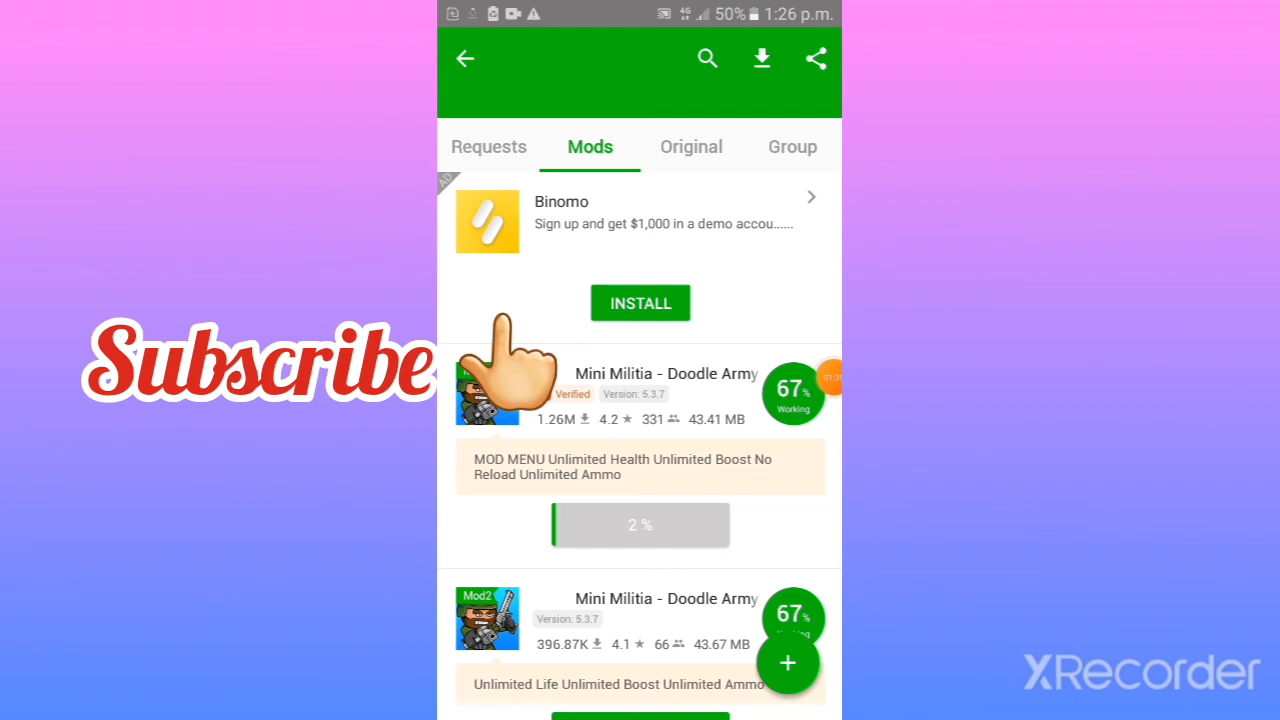 50% 1:26 p.m.
Requests Mods Original Group
AD
Binomo
Sign up and get $1,000 in a demo accou......
INSTALL
Subscribe
Mini Militia - Doodle Army
Verified Version: 5.3.7
1.26M 4.2 ★ 331 43.41 MB
67%
Working
MOD MENU Unlimited Health Unlimited Boost No
Reload Unlimited Ammo
2 %
Mod2
Mini Militia - Doodle Army
Version: 5.3.7
396.87K 4.1 ★ 66 43.67 MB
67%
+
Unlimited Life Unlimited Boost Unlimited Ammo
XRecorder